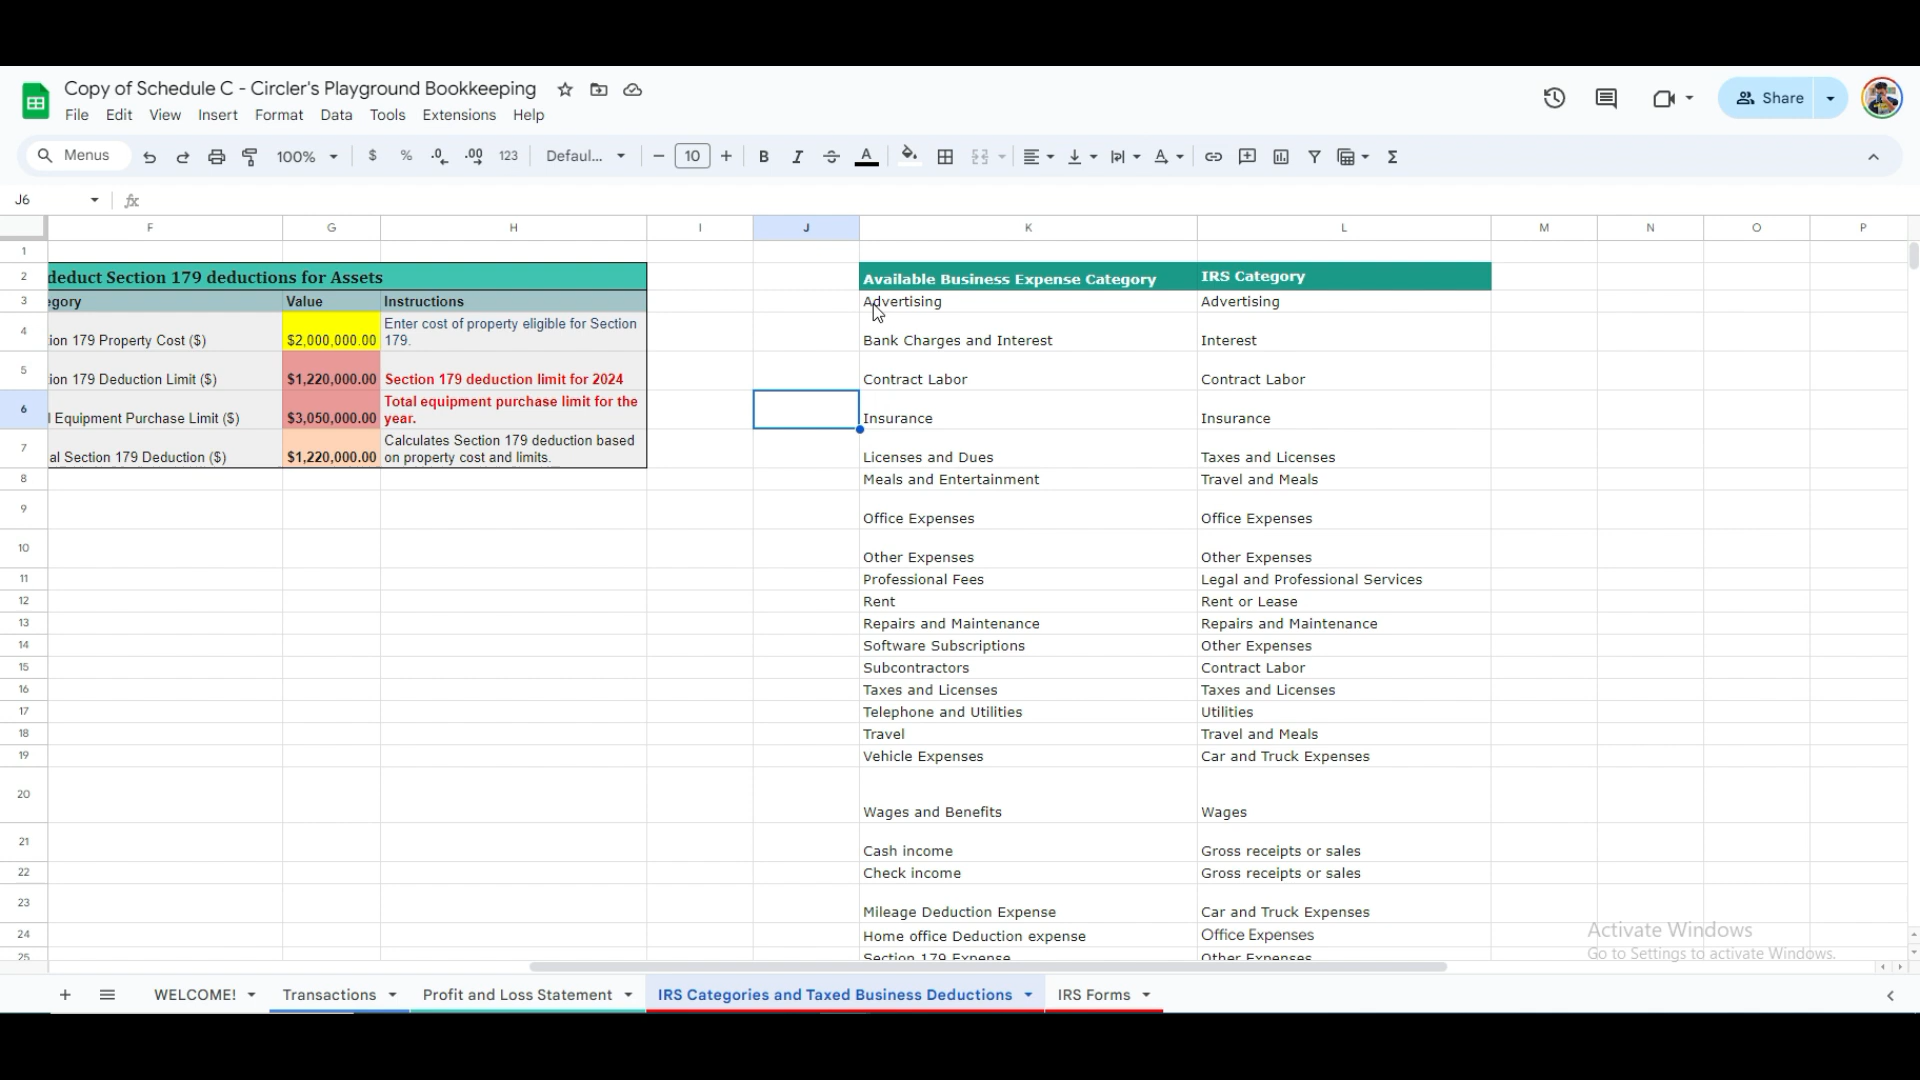 Copy of Schedule C - Circler's Playground Bookkeeping
File Edit View Insert Format Data Tools Extensions Help
Share
Menus 100% $ % .0 .00 123 Defaul... 10 B I A
J6
F G H I J K L M N O P
1
2 deduct Section 179 deductions for Assets Available Business Expense Category IRS Category
3 egory Value Instructions Advertising Advertising
4 ion 179 Property Cost ($) $2,000,000.00 Enter cost of property eligible for Section 179. Bank Charges and Interest Interest
5 ion 179 Deduction Limit ($) $1,220,000.00 Section 179 deduction limit for 2024 Contract Labor Contract Labor
6 l Equipment Purchase Limit ($) $3,050,000.00 Total equipment purchase limit for the year. Insurance Insurance
7 al Section 179 Deduction ($) $1,220,000.00 Calculates Section 179 deduction based on property cost and limits. Licenses and Dues Taxes and Licenses
8 Meals and Entertainment Travel and Meals
9 Office Expenses Office Expenses
10 Other Expenses Other Expenses
11 Professional Fees Legal and Professional Services
12 Rent Rent or Lease
13 Repairs and Maintenance Repairs and Maintenance
14 Software Subscriptions Other Expenses
15 Subcontractors Contract Labor
16 Taxes and Licenses Taxes and Licenses
17 Telephone and Utilities Utilities
18 Travel Travel and Meals
19 Vehicle Expenses Car and Truck Expenses
20 Wages and Benefits Wages
21 Cash income Gross receipts or sales
22 Check income Gross receipts or sales
23 Mileage Deduction Expense Car and Truck Expenses
24 Home office Deduction expense Office Expenses
25 Section 179 Expense Other Expenses
Activate Windows
Go to Settings to activate Windows.
WELCOME! Transactions Profit and Loss Statement IRS Categories and Taxed Business Deductions IRS Forms